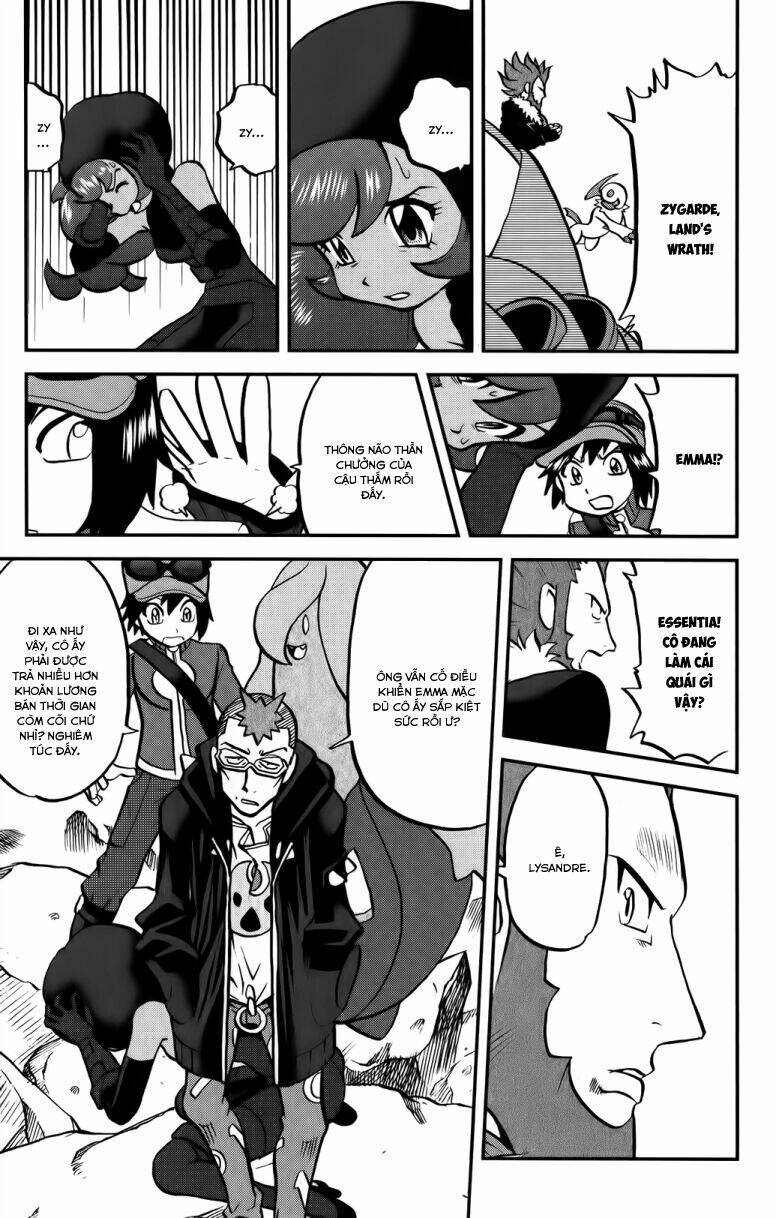 ZYGARDE,
LAND'S
WRATH!
ZY...
ZY...
ZY
...
EMMA!?
THÔNG NÃO THẦN
CHƯỞNG CỦA
CẬU THẤM RỒI
ĐẤY.
ESSENTIA!
CÔ ĐANG
LÀM CÁI
QUÁI GÌ
VẬY?
Ê,
LYSANDRE.
ÔNG VẪN CỐ ĐIỀU
KHIỂN EMMA MẶC
DÙ CÔ ẤY SẮP KIỆT
SỨC RỒI Ư?
ĐI XA NHƯ
VẬY, CÔ ẤY
PHẢI ĐƯỢC
TRẢ NHIỀU HƠN
KHOẢN LƯƠNG
BÁN THỜI GIAN
CÒM CÕI CHỨ
NHỈ? NGHIÊM
TÚC ĐẤY.